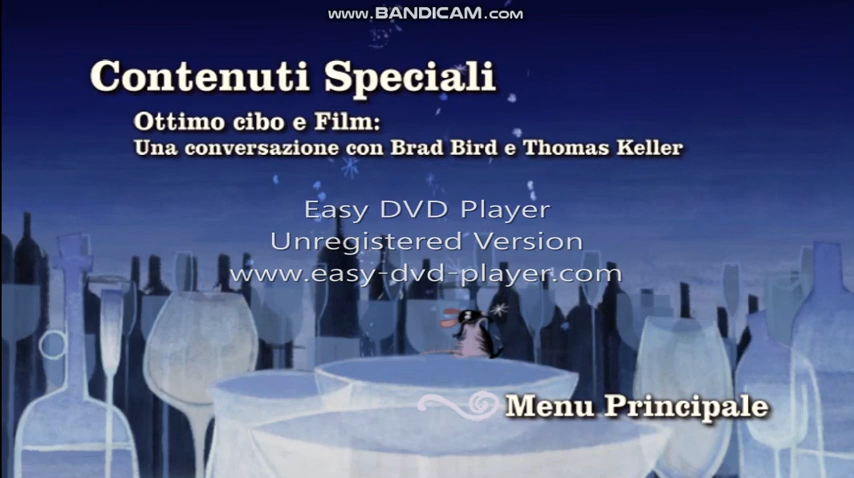 www.BANDICAM.com
Contenuti Speciali
Ottimo cibo e Film:
Una conversazione con Brad Bird e Thomas Keller
Easy DVD Player
Unregistered Version
www.easy-dvd-player.com
Menu Principale